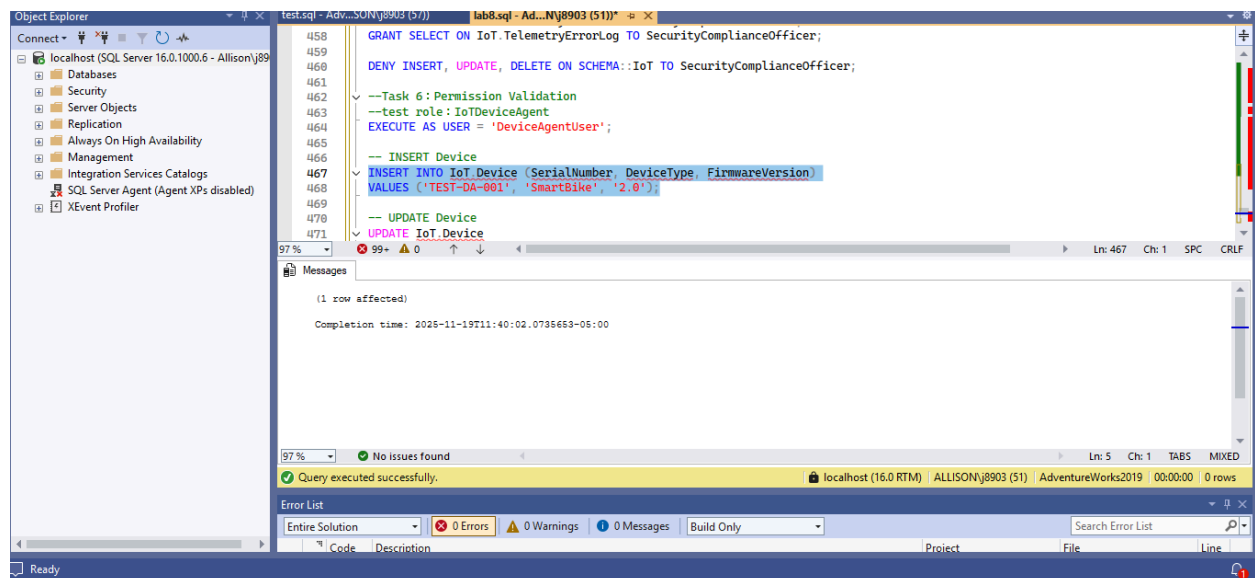 Object Explorer
Connect
localhost (SQL Server 16.0.1000.6 - Allison\j89
Databases
Security
Server Objects
Replication
Always On High Availability
Management
Integration Services Catalogs
SQL Server Agent (Agent XPs disabled)
XEvent Profiler
test.sql - Adv...SON\j8903 (57))
lab8.sql - Ad...N\j8903 (51))*
458 GRANT SELECT ON IoT.TelemetryErrorLog TO SecurityComplianceOfficer;
459
460 DENY INSERT, UPDATE, DELETE ON SCHEMA::IoT TO SecurityComplianceOfficer;
461
462 --Task 6：Permission Validation
463 --test role：IoTDeviceAgent
464 EXECUTE AS USER = 'DeviceAgentUser';
465
466 -- INSERT Device
467 INSERT INTO IoT.Device (SerialNumber, DeviceType, FirmwareVersion)
468 VALUES ('TEST-DA-001', 'SmartBike', '2.0');
469
470 -- UPDATE Device
471 UPDATE IoT.Device
97 % 99+ 0 Ln: 467 Ch: 1 SPC CRLF
Messages
(1 row affected)
Completion time: 2025-11-19T11:40:02.0735653-05:00
97 % No issues found Ln: 5 Ch: 1 TABS MIXED
Query executed successfully. localhost (16.0 RTM) ALLISON\j8903 (51) AdventureWorks2019 00:00:00 0 rows
Error List
Entire Solution 0 Errors 0 Warnings 0 Messages Build Only Search Error List
Code Description Project File Line
Ready 1